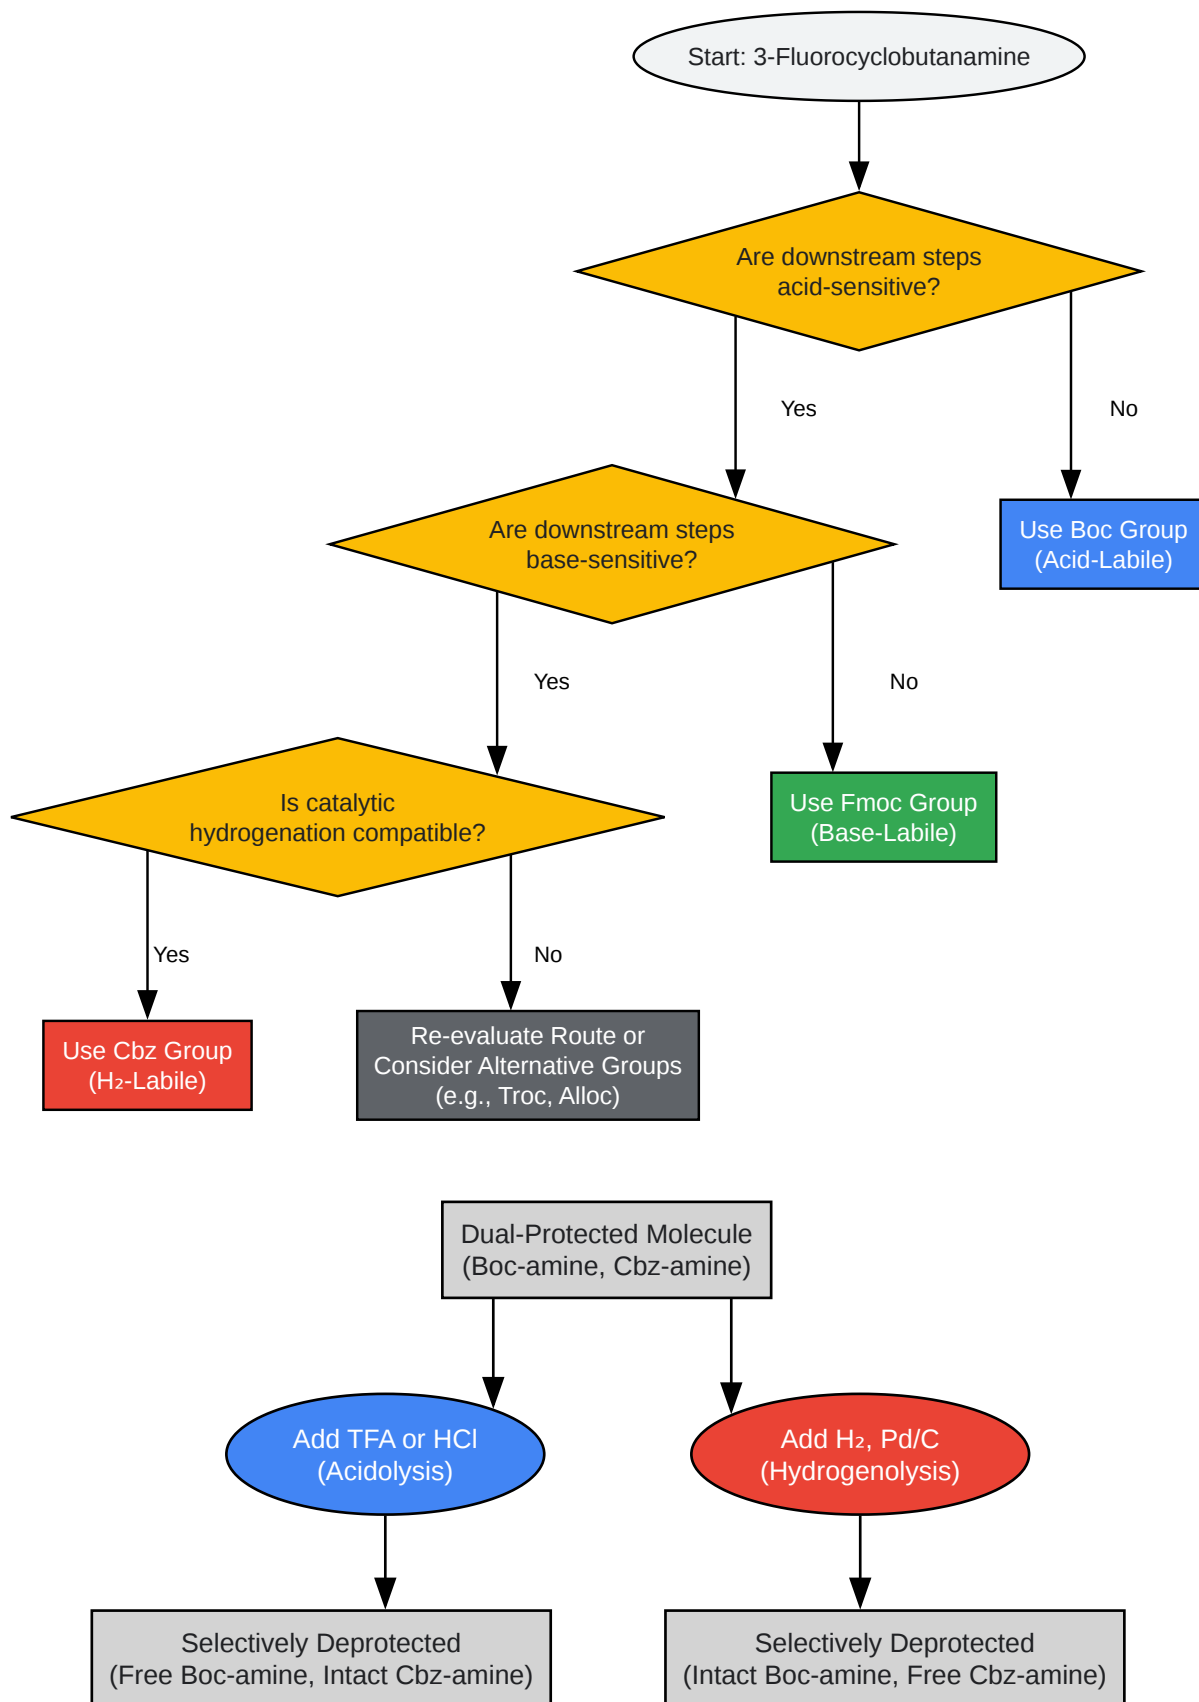 Start: 3-Fluorocyclobutanamine
Are downstream steps
acid-sensitive?
Yes
No
Are downstream steps
base-sensitive?
Use Boc Group
(Acid-Labile)
Yes
No
Is catalytic
hydrogenation compatible?
Use Fmoc Group
(Base-Labile)
Yes
No
Use Cbz Group
(H₂-Labile)
Re-evaluate Route or
Consider Alternative Groups
(e.g., Troc, Alloc)
Dual-Protected Molecule
(Boc-amine, Cbz-amine)
Add TFA or HCl
(Acidolysis)
Add H₂, Pd/C
(Hydrogenolysis)
Selectively Deprotected
(Free Boc-amine, Intact Cbz-amine)
Selectively Deprotected
(Intact Boc-amine, Free Cbz-amine)